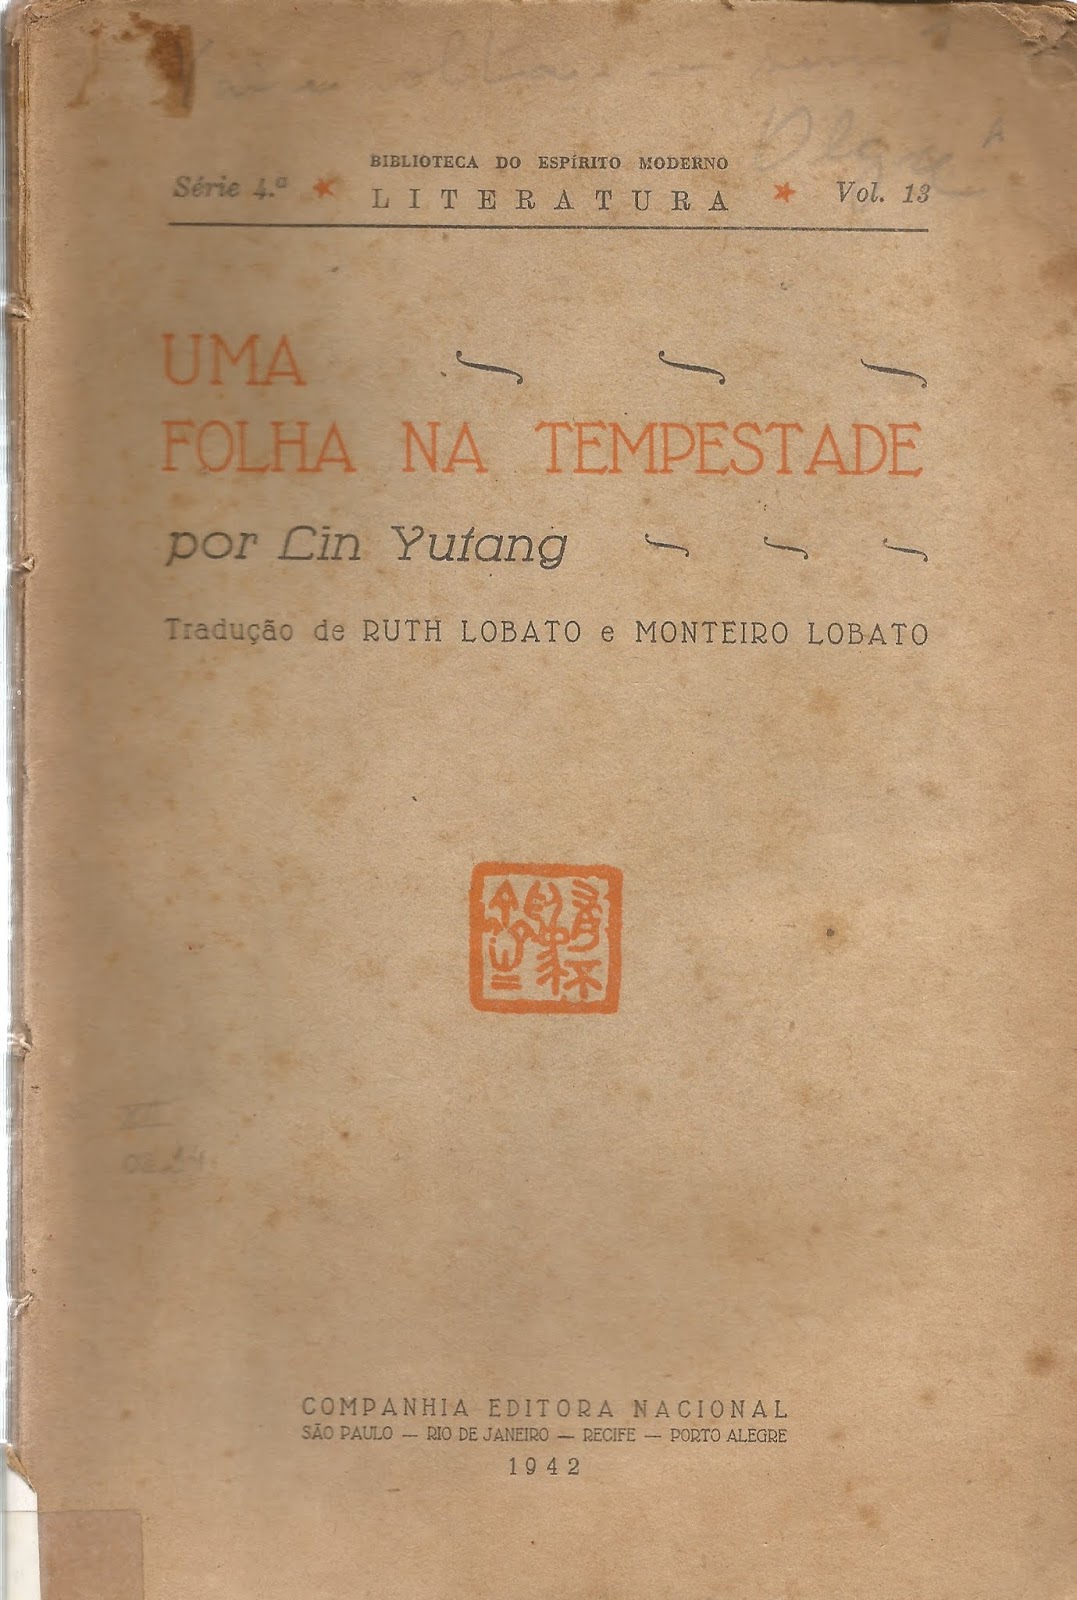 BIBLIOTECA DO ESPÍRITO MODERNO
Série 4.ª LITERATURA Vol. 13
UMA
FOLHA NA TEMPESTADE
por Lin Yutang
Tradução de RUTH LOBATO e MONTEIRO LOBATO
COMPANHIA EDITORA NACIONAL
SÃO PAULO — RIO DE JANEIRO — RECIFE — PORTO ALEGRE
1942